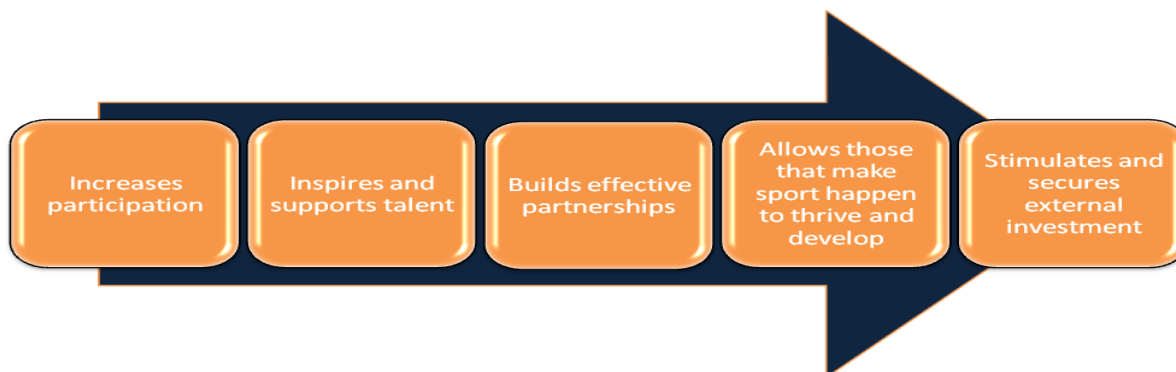 Increases
participation
Inspires and
supports talent
Builds effective
partnerships
Allows those
that make
sport happen
to thrive and
develop
Stimulates and
secures
external
investment